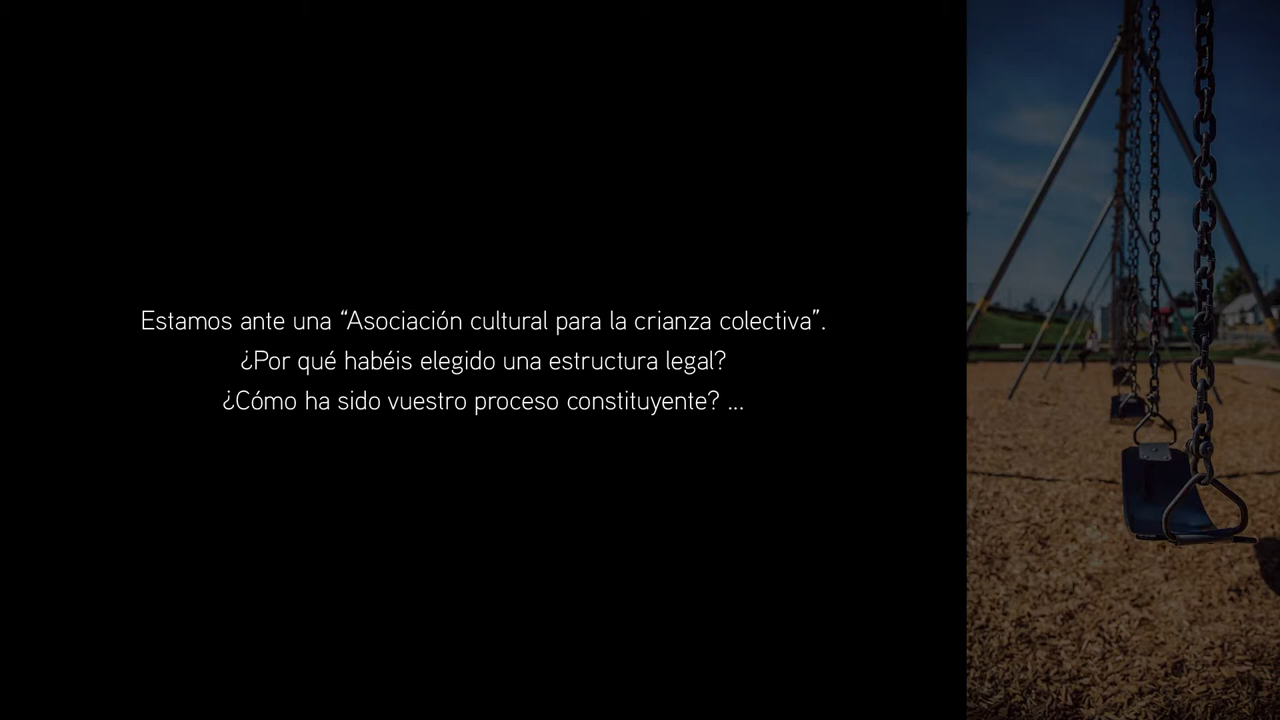 Estamos ante una “Asociación cultural para la crianza colectiva”.
¿Por qué habéis elegido una estructura legal?
¿Cómo ha sido vuestro proceso constituyente? ...